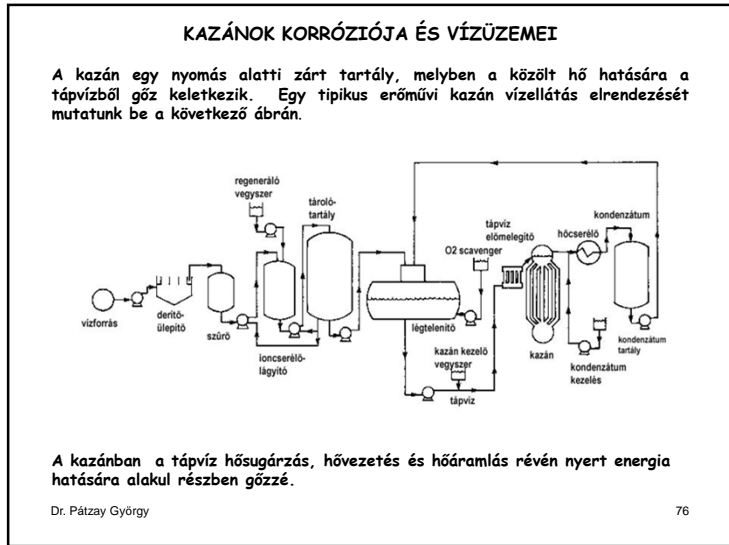 KAZÁNOK KORRÓZIÓJA ÉS VÍZÜZEMEI
A kazán egy nyomás alatti zárt tartály, melyben a közölt hő hatására a
tápvízből gőz keletkezik. Egy tipikus erőművi kazán vízellátás elrendezését
mutatunk be a következő ábrán.
regeneráló
vegyszer
tároló-
tartály
tápvíz
előmelegítő
O2 scavenger
hőcserélő
kondenzátum
vízforrás
derítő-
ülepítő
szűrő
ioncserélő-
lágyító
légtelenítő
kazán kezelő
vegyszer
tápvíz
kazán
kondenzátum
kezelés
kondenzátum
tartály
A kazánban a tápvíz hősugárzás, hővezetés és hőáramlás révén nyert energia
hatására alakul részben gőzzé.
Dr. Pátzay György
76